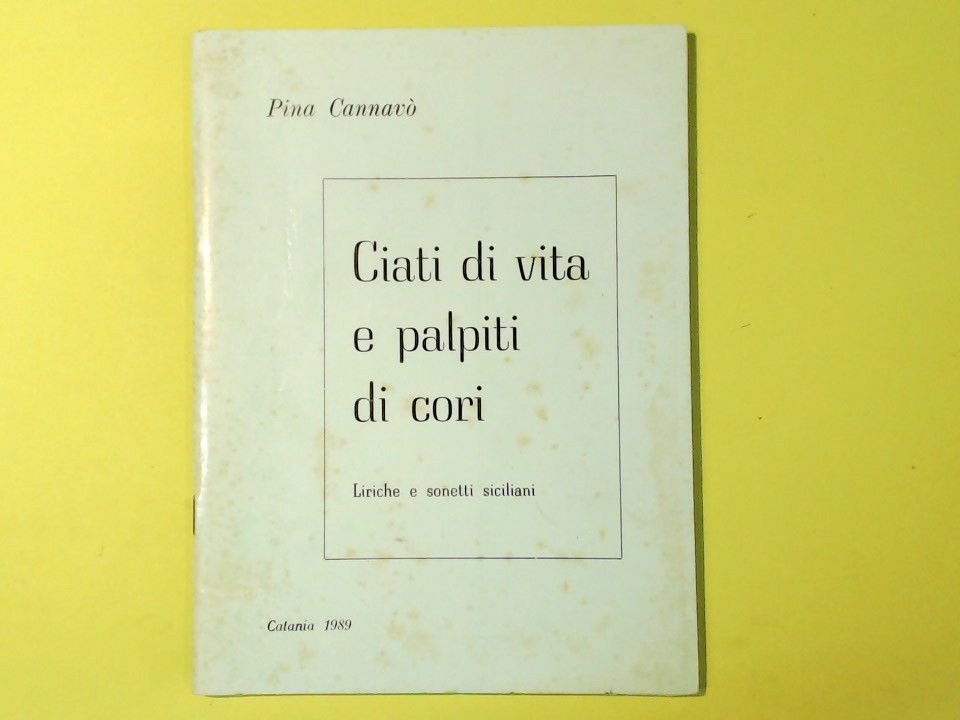 Pina Cannavò
Ciati di vita
e palpiti
di cori
Liriche e sonetti siciliani
Catania 1989